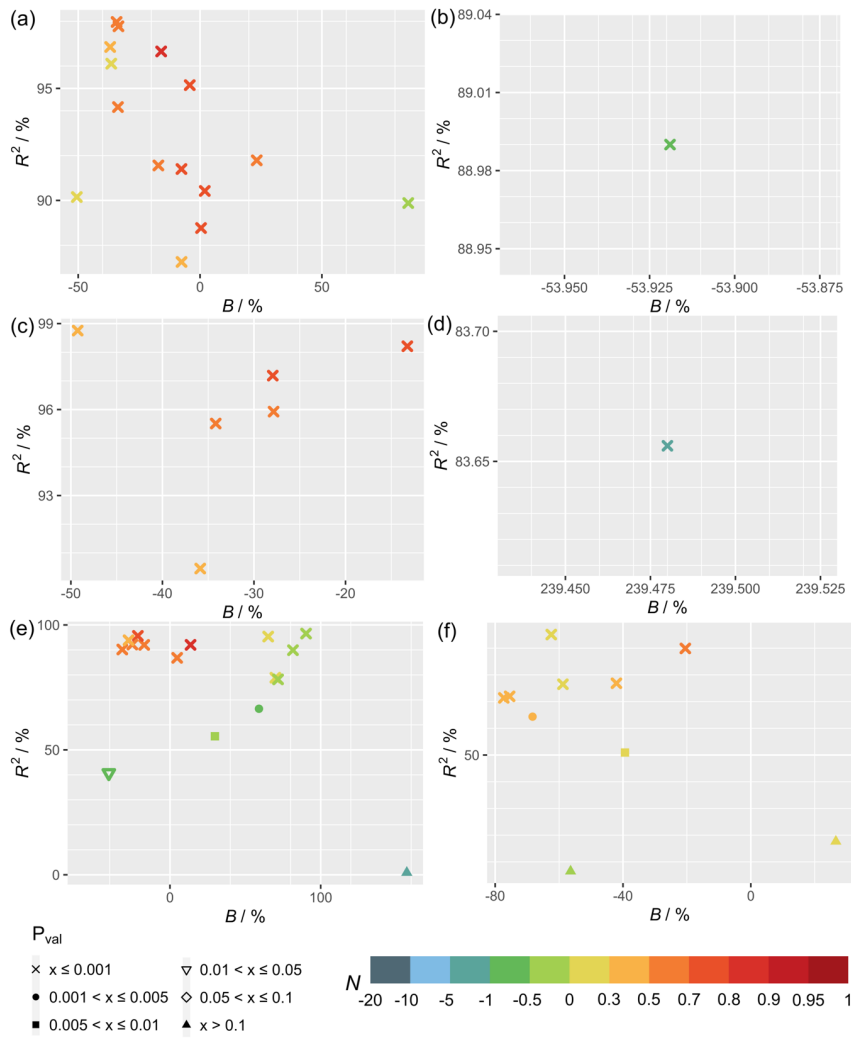 (a)
R² / %
95
90
-50
0
50
B / %
(b)
R² / %
89.04
89.01
88.98
88.95
-53.950
-53.925
-53.900
-53.875
B / %
(c)
R² / %
99
96
93
-50
-40
-30
-20
B / %
(d)
R² / %
83.70
83.65
239.450
239.475
239.500
239.525
B / %
(e)
R² / %
100
50
0
0
100
B / %
(f)
R² / %
50
-80
-40
0
B / %
Pval
x ≤ 0.001
0.001 < x ≤ 0.005
0.005 < x ≤ 0.01
0.01 < x ≤ 0.05
0.05 < x ≤ 0.1
x > 0.1
N
-20 -10 -5 -1 -0.5 0 0.3 0.5 0.7 0.8 0.9 0.95 1